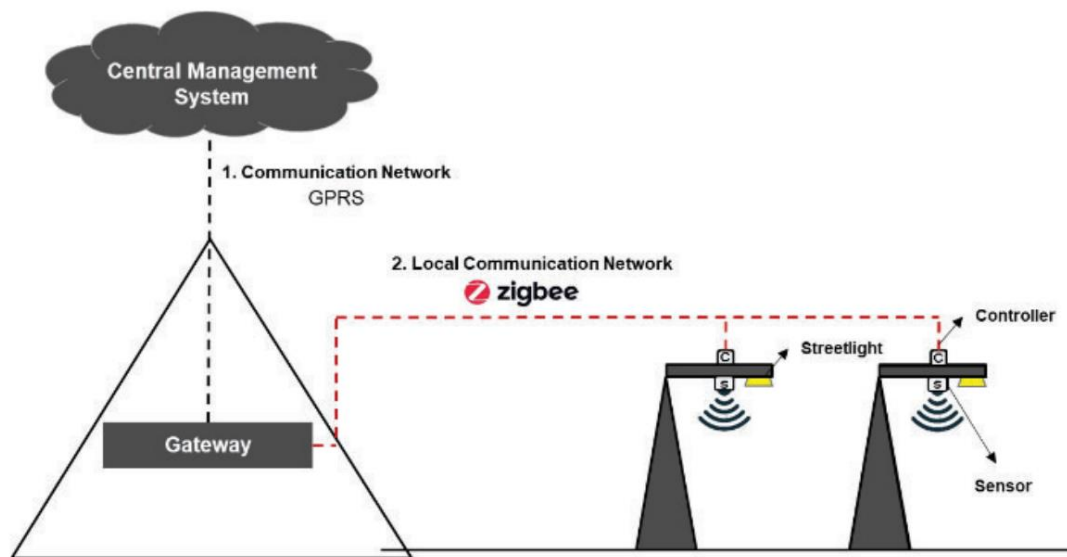 Central Management
System
1. Communication Network
GPRS
2. Local Communication Network
zigbee
Controller
C
C
Streetlight
S
S
Gateway
Sensor